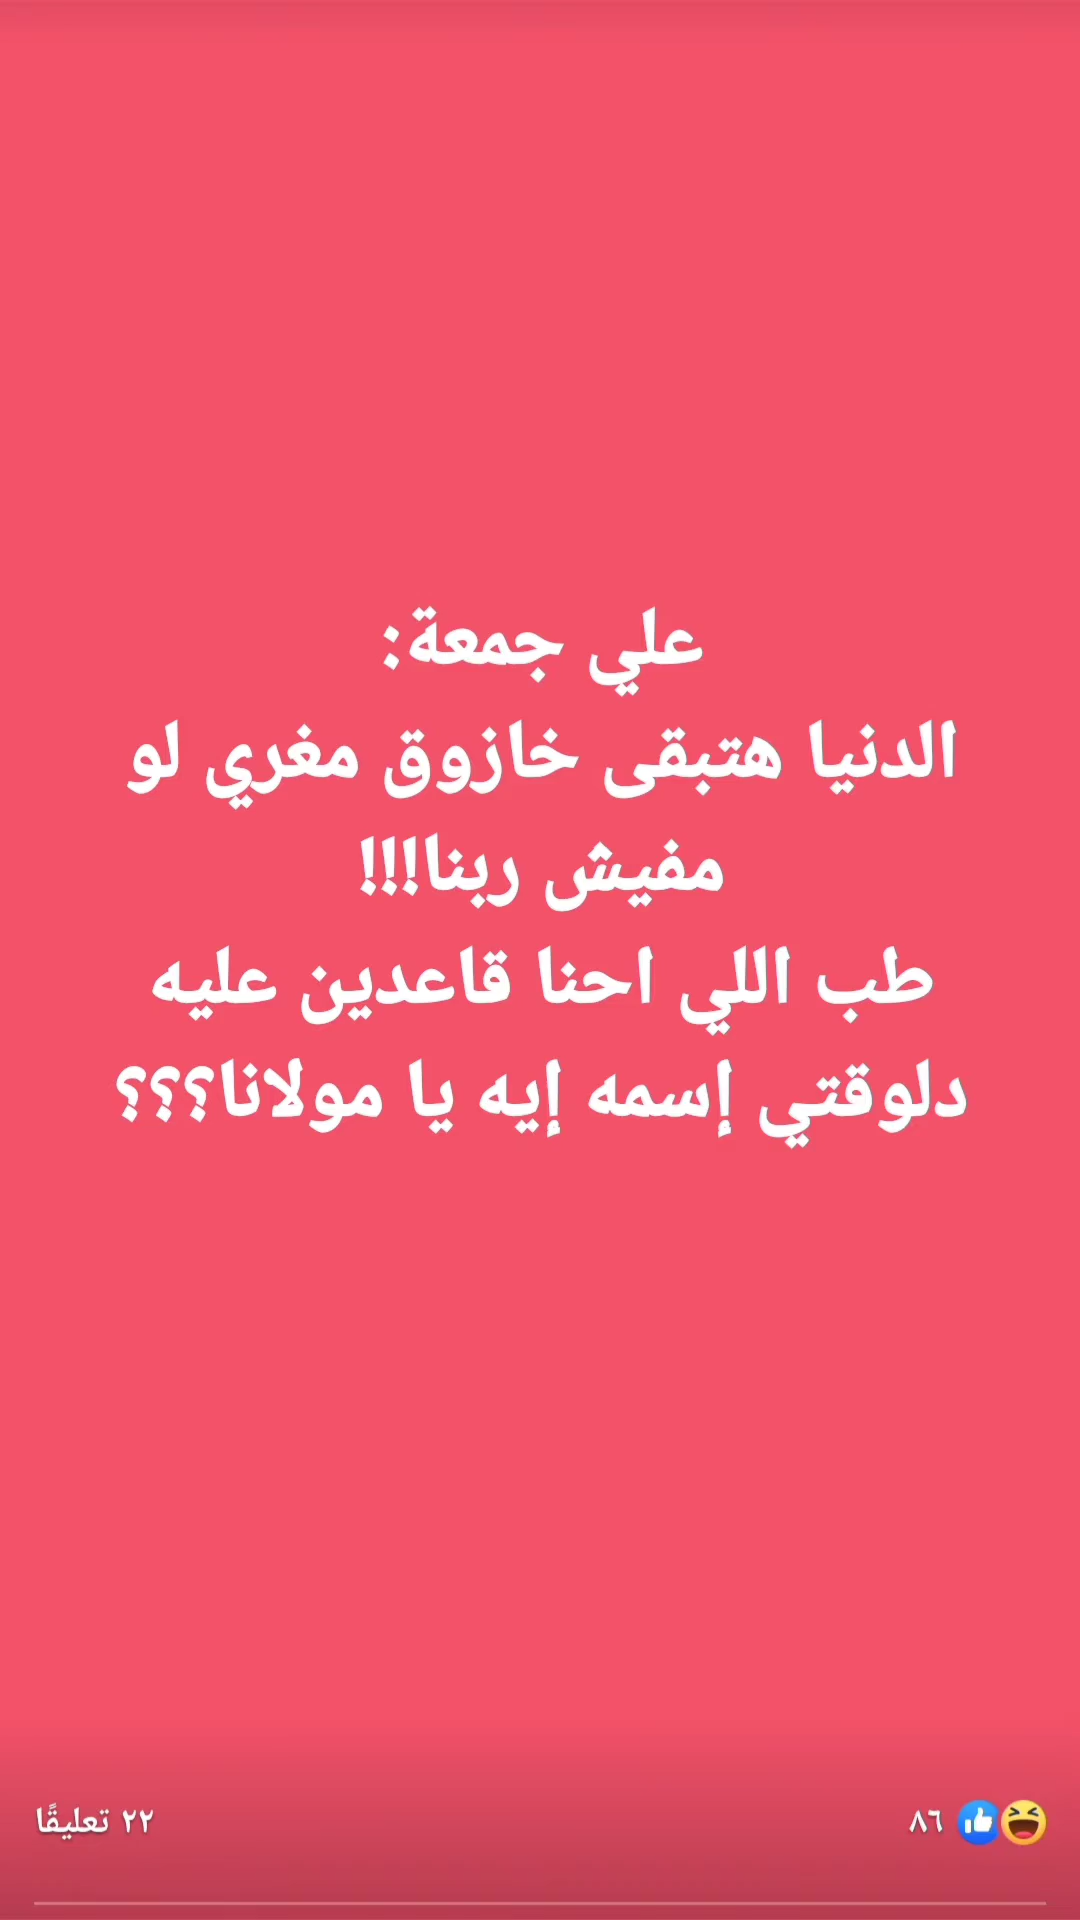 علي جمعة:
الدنيا هتبقى خازوق مغري لو
مفيش ربنا!!!
طب اللي احنا قاعدين عليه
دلوقتي إسمه إيه يا مولانا؟؟؟
٨٦
٢٢ تعليقًا